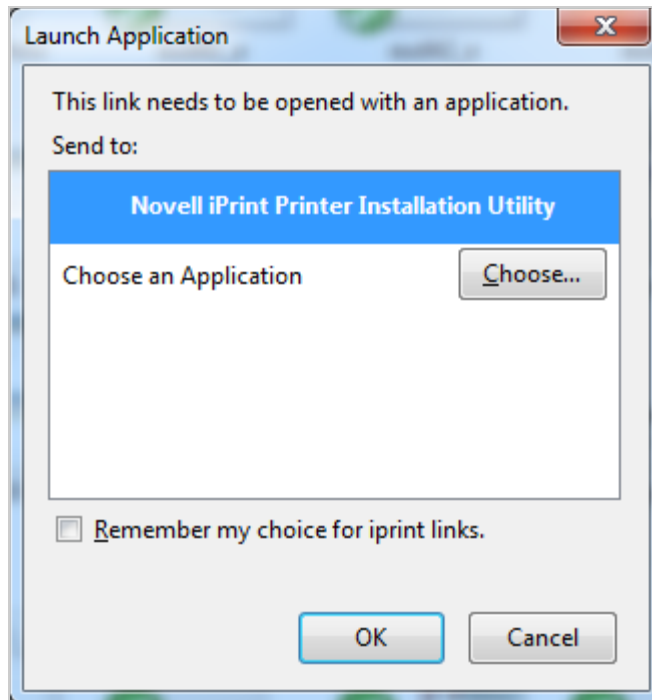 Launch Application
This link needs to be opened with an application.
Send to:
Novell iPrint Printer Installation Utility
Choose an Application
Choose...
Remember my choice for iprint links.
OK
Cancel